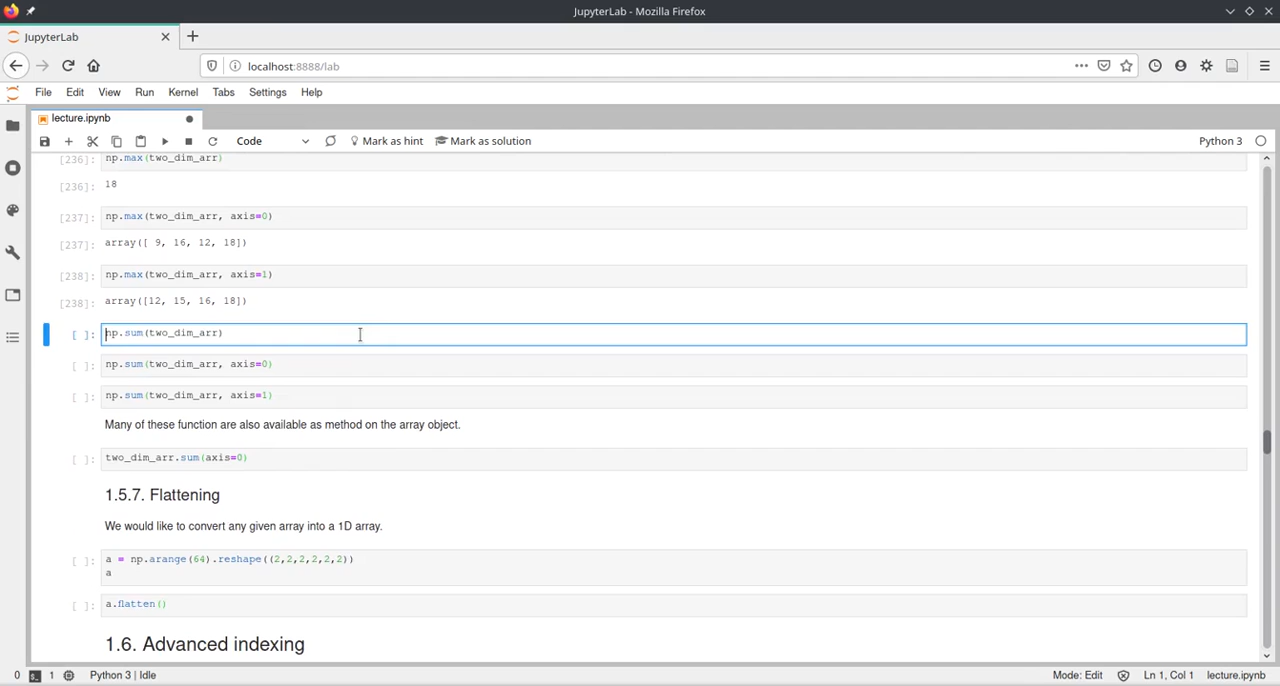 JupyterLab - Mozilla Firefox
JupyterLab
localhost:8888/lab
File Edit View Run Kernel Tabs Settings Help
lecture.ipynb
Code Mark as hint Mark as solution Python 3
[236]: np.max(two_dim_arr)
[236]: 18
[237]: np.max(two_dim_arr, axis=0)
[237]: array([ 9, 16, 12, 18])
[238]: np.max(two_dim_arr, axis=1)
[238]: array([12, 15, 16, 18])
[ ]: np.sum(two_dim_arr)
[ ]: np.sum(two_dim_arr, axis=0)
[ ]: np.sum(two_dim_arr, axis=1)
Many of these function are also available as method on the array object.
[ ]: two_dim_arr.sum(axis=0)
1.5.7. Flattening
We would like to convert any given array into a 1D array.
[ ]: a = np.arange(64).reshape((2,2,2,2,2,2))
a
[ ]: a.flatten()
1.6. Advanced indexing
0 1 Python 3 | Idle Mode: Edit Ln 1, Col 1 lecture.ipynb